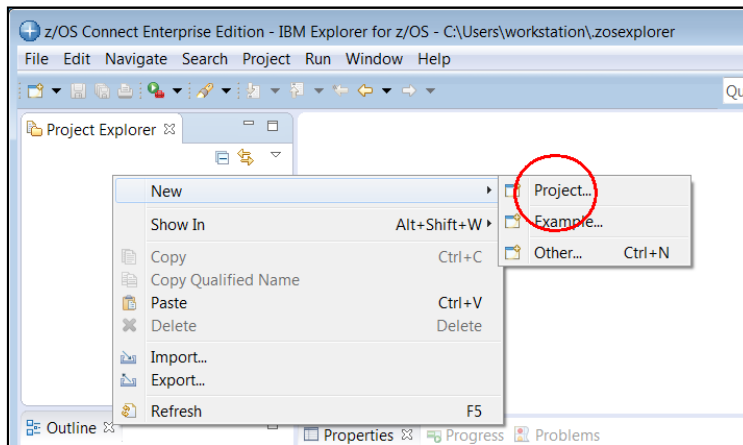 z/OS Connect Enterprise Edition - IBM Explorer for z/OS - C:\Users\workstation\.zosexplorer
File Edit Navigate Search Project Run Window Help
Project Explorer
New
Project...
Show In Alt+Shift+W
Example...
Copy Ctrl+C
Other... Ctrl+N
Copy Qualified Name
Paste Ctrl+V
Delete Delete
Import...
Export...
Refresh F5
Outline
Properties Progress Problems